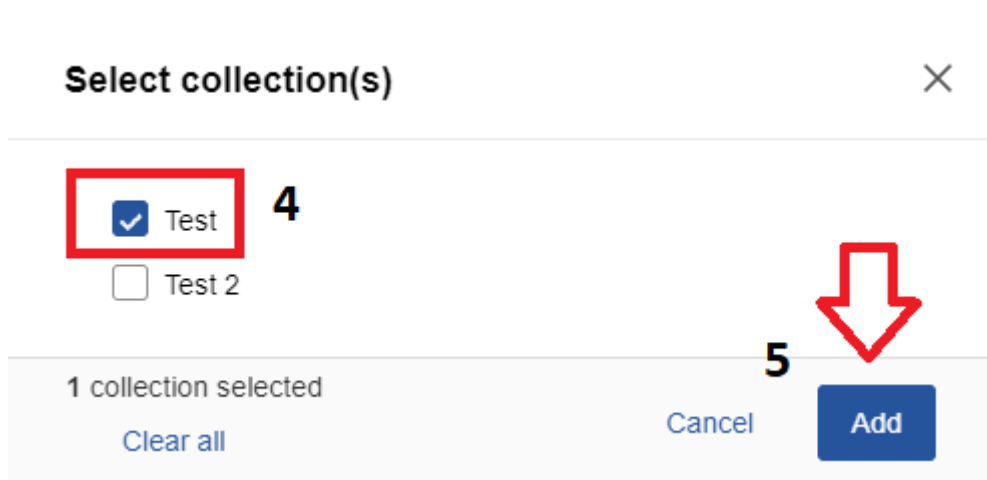 Select collection(s)
Test 4
Test 2
5
1 collection selected
Clear all
Cancel
Add